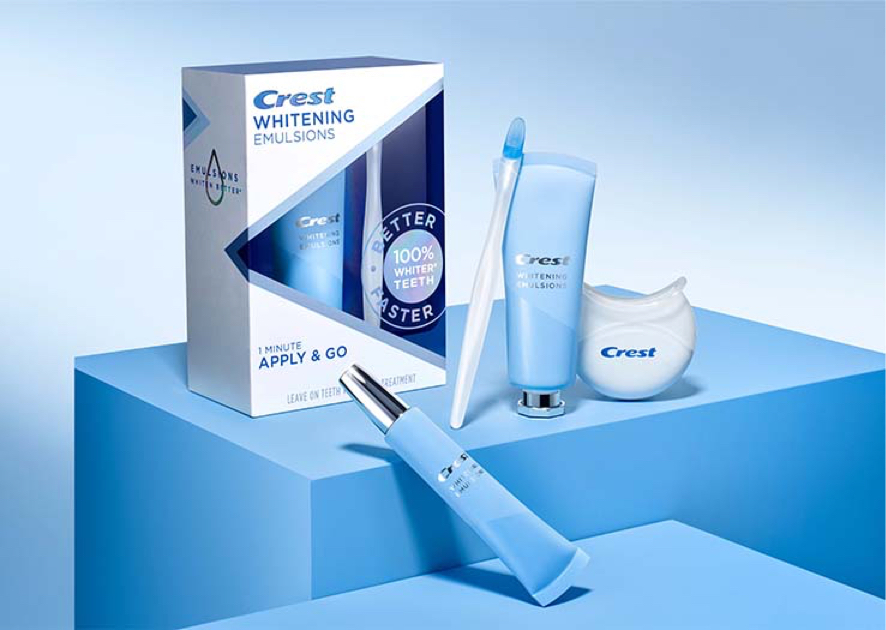 Crest
WHITENING
EMULSIONS
EMULSIONS
WHITEN BETTER*
Crest
WHITENING
EMULSIONS
BETTER
100%
WHITER*
TEETH
FASTER
1 MINUTE
APPLY & GO
LEAVE ON TEETH
TREATMENT
Crest
WHITENING
EMULSIONS
Crest
Crest